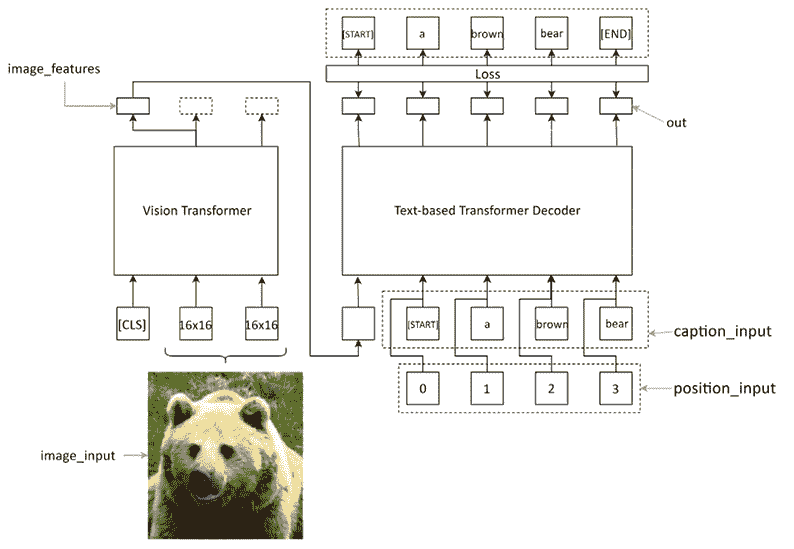 [START] a brown bear [END]
Loss
image_features
out
Vision Transformer
Text-based Transformer Decoder
[CLS] 16x16 16x16
[START] a brown bear
caption_input
0 1 2 3
position_input
image_input